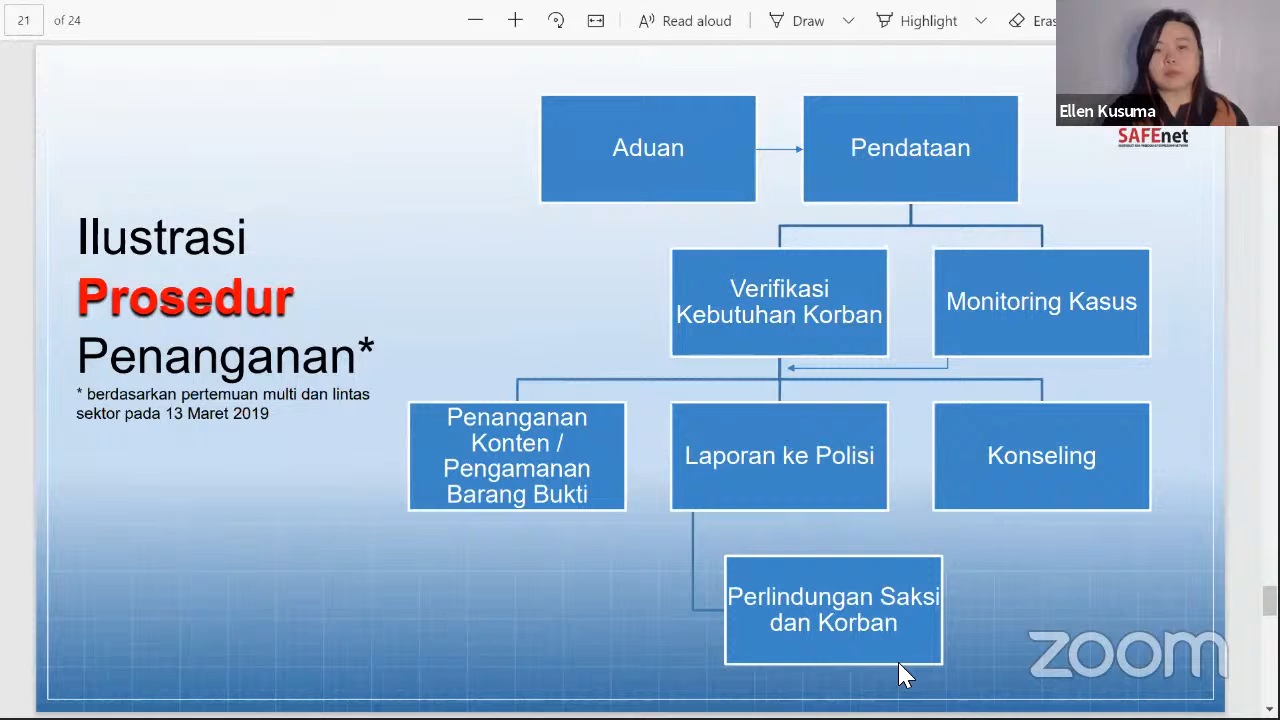 21 of 24
Read aloud
Draw
Highlight
Eras
Ellen Kusuma
SAFEnet
Ilustrasi
Prosedur
Penanganan*
* berdasarkan pertemuan multi dan lintas
sektor pada 13 Maret 2019
Aduan
Pendataan
Verifikasi
Kebutuhan Korban
Monitoring Kasus
Penanganan
Konten /
Pengamanan
Barang Bukti
Laporan ke Polisi
Konseling
Perlindungan Saksi
dan Korban
zoom